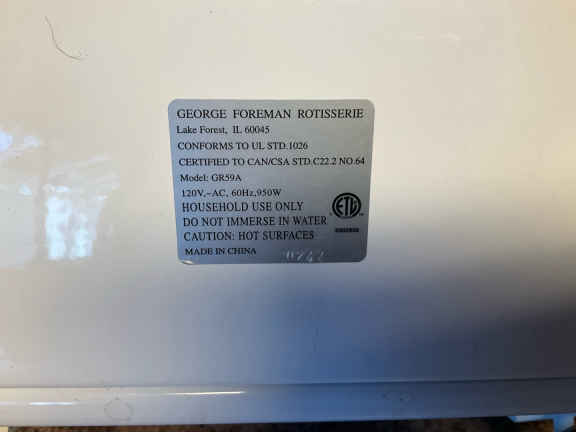 GEORGE FOREMAN ROTISSERIE
Lake Forest, IL 60045
CONFORMS TO UL STD.1026
CERTIFIED TO CAN/CSA STD.C22.2 NO.64
Model: GR59A
120V,~AC, 60Hz,950W
HOUSEHOLD USE ONLY
DO NOT IMMERSE IN WATER
CAUTION: HOT SURFACES
MADE IN CHINA
ETL